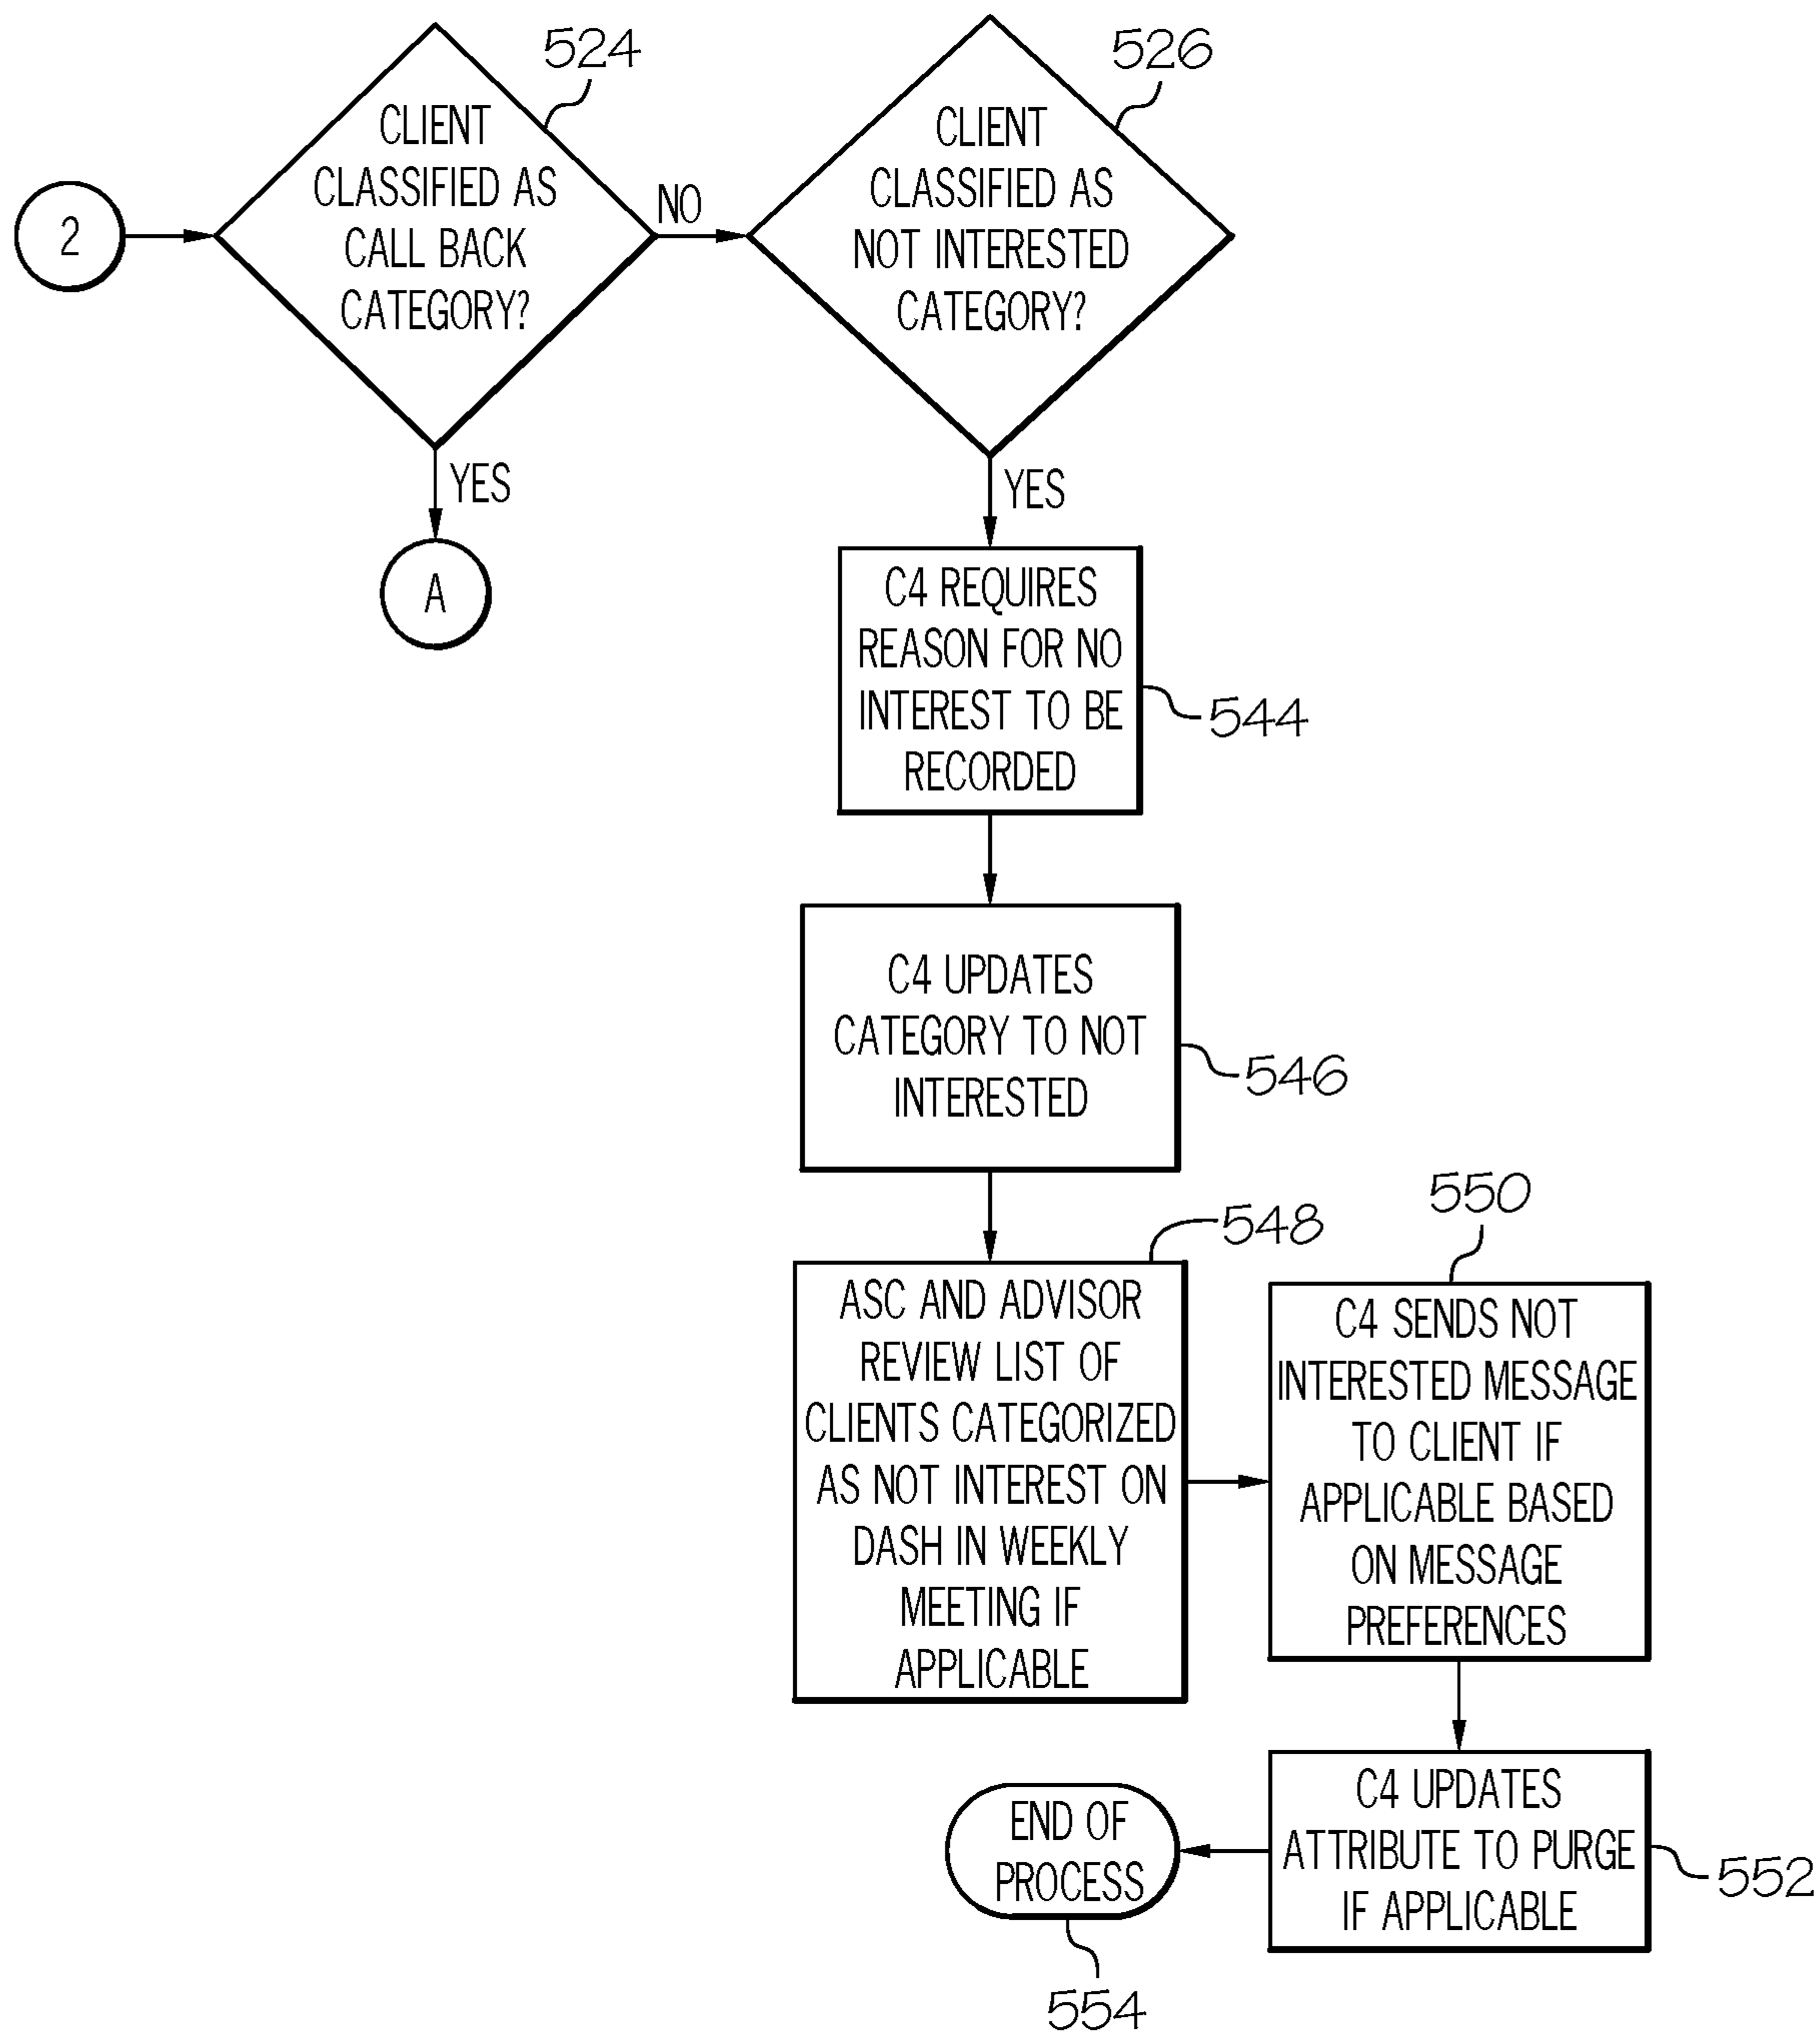 524
526
CLIENT
CLASSIFIED AS
CALL BACK
CATEGORY?
CLIENT
CLASSIFIED AS
NOT INTERESTED
CATEGORY?
2
NO
YES
YES
A
C4 REQUIRES
REASON FOR NO
INTEREST TO BE
RECORDED
544
C4 UPDATES
CATEGORY TO NOT
INTERESTED
546
548
ASC AND ADVISOR
REVIEW LIST OF
CLIENTS CATEGORIZED
AS NOT INTEREST ON
DASH IN WEEKLY
MEETING IF
APPLICABLE
550
C4 SENDS NOT
INTERESTED MESSAGE
TO CLIENT IF
APPLICABLE BASED
ON MESSAGE
PREFERENCES
C4 UPDATES
ATTRIBUTE TO PURGE
IF APPLICABLE
552
END OF
PROCESS
554